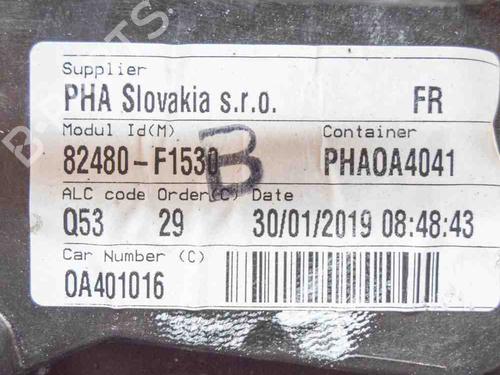 Supplier
PHA Slovakia s.r.o. FR
Modul Id(M) Container
82480-F1530 PHAOA4041
B
ALC code Order(C) Date
Q53 29 30/01/2019 08:48:43
Car Number (C)
0A401016